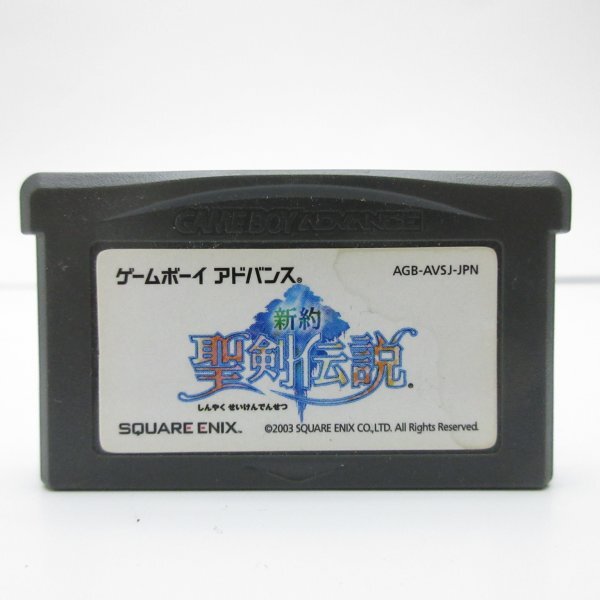 GAME BOY ADVANCE
ゲームボーイ アドバンス®
AGB-AVSJ-JPN
新約
聖剣伝説®
しんやく せいけんでんせつ
SQUARE ENIX™
©2003 SQUARE ENIX CO.,LTD. All Rights Reserved.